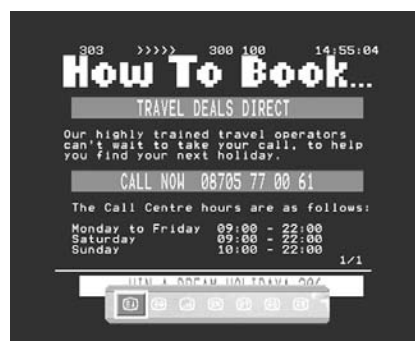 303 >>>>> 300 100 14:55:04
How To Book...
TRAVEL DEALS DIRECT
Our highly trained travel operators
can't wait to take your call, to help
you find your next holiday.
CALL NOW 08705 77 00 61
The Call Centre hours are as follows:
Monday to Friday 09:00 - 22:00
Saturday 09:00 - 22:00
Sunday 10:00 - 22:00
1/1
WIN A DREAM HOLIDAY